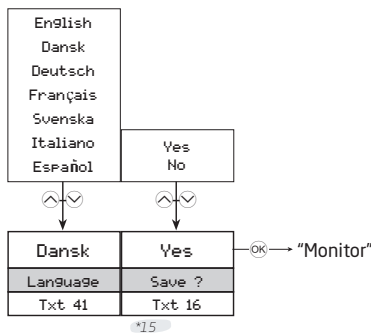 English
Dansk
Deutsch
Français
Svenska
Italiano
Español
Yes
No
Dansk Yes OK "Monitor"
Language Save ?
Txt 41 Txt 16
*15